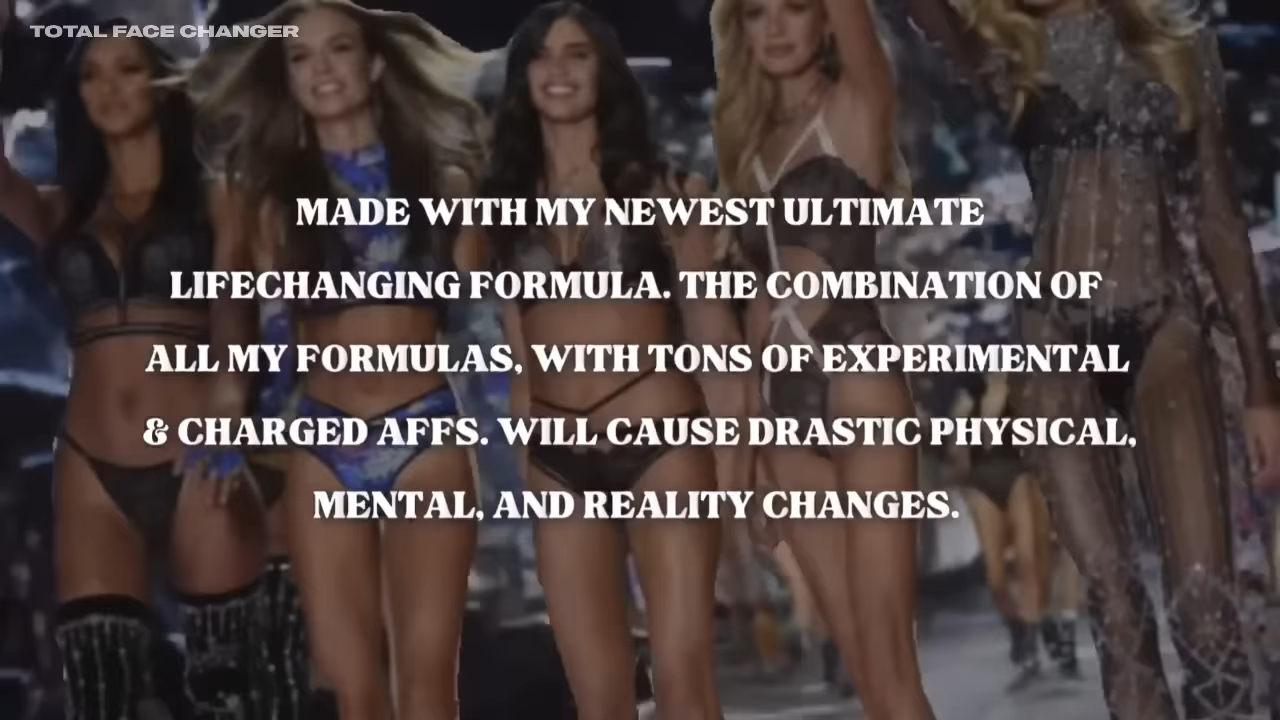 TOTAL FACE CHANGER
MADE WITH MY NEWEST ULTIMATE
LIFECHANGING FORMULA. THE COMBINATION OF
ALL MY FORMULAS, WITH TONS OF EXPERIMENTAL
& CHARGED AFFS. WILL CAUSE DRASTIC PHYSICAL,
MENTAL, AND REALITY CHANGES.